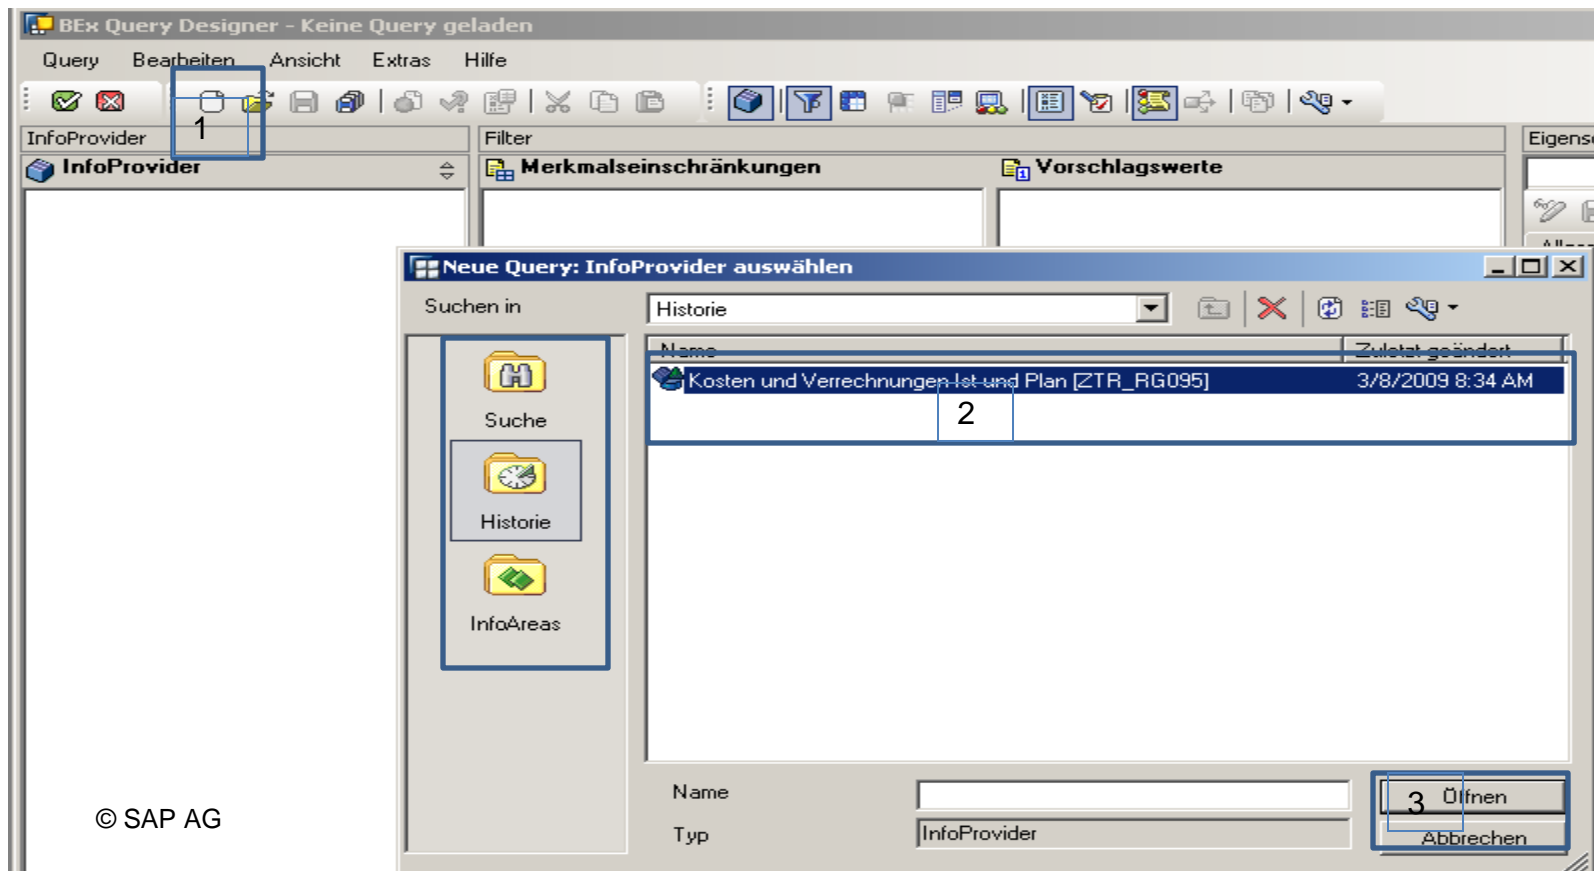 BEx Query Designer - Keine Query geladen
Query Bearbeiten Ansicht Extras Hilfe
1
InfoProvider Filter Eigens
InfoProvider Merkmalseinschränkungen Vorschlagswerte
Neue Query: InfoProvider auswählen
Suchen in Historie
Name Zuletzt geändert
Kosten und Verrechnungen Ist und Plan [ZTR_RG095] 3/8/2009 8:34 AM
2
Suche
Historie
InfoAreas
Name
3 Öffnen
Typ InfoProvider
Abbrechen
© SAP AG